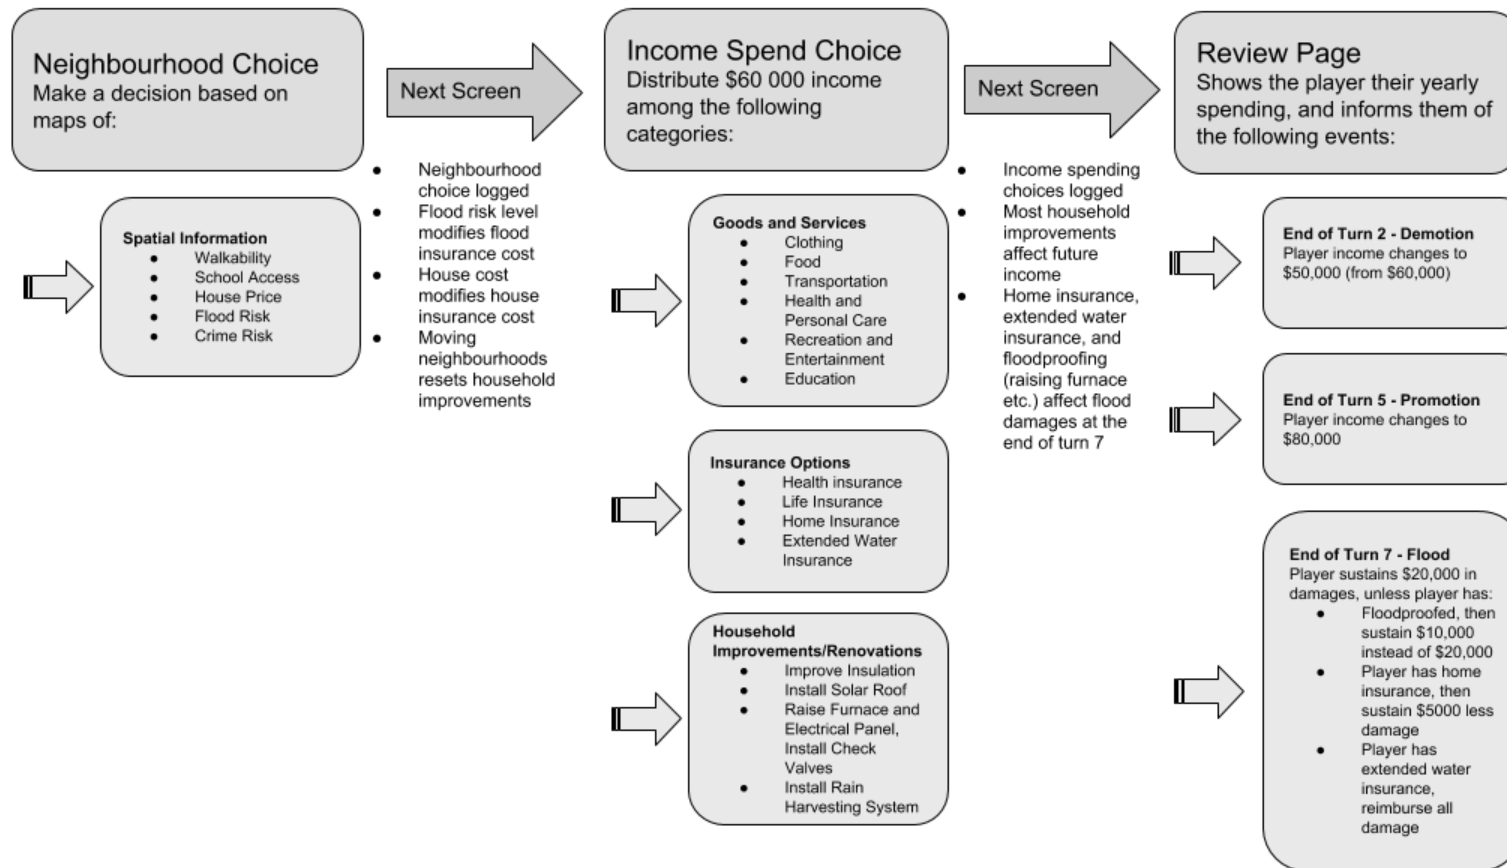 Neighbourhood Choice
Make a decision based on
maps of:
Spatial Information
● Walkability
● School Access
● House Price
● Flood Risk
● Crime Risk
Next Screen
● Neighbourhood
choice logged
● Flood risk level
modifies flood
insurance cost
● House cost
modifies house
insurance cost
● Moving
neighbourhoods
resets household
improvements
Income Spend Choice
Distribute $60 000 income
among the following
categories:
Goods and Services
● Clothing
● Food
● Transportation
● Health and
Personal Care
● Recreation and
Entertainment
● Education
Insurance Options
● Health insurance
● Life Insurance
● Home Insurance
● Extended Water
Insurance
Household
Improvements/Renovations
● Improve Insulation
● Install Solar Roof
● Raise Furnace and
Electrical Panel,
Install Check
Valves
● Install Rain
Harvesting System
Next Screen
● Income spending
choices logged
● Most household
improvements
affect future
income
● Home insurance,
extended water
insurance, and
floodproofing
(raising furnace
etc.) affect flood
damages at the
end of turn 7
Review Page
Shows the player their yearly
spending, and informs them of
the following events:
End of Turn 2 - Demotion
Player income changes to
$50,000 (from $60,000)
End of Turn 5 - Promotion
Player income changes to
$80,000
End of Turn 7 - Flood
Player sustains $20,000 in
damages, unless player has:
● Floodproofed, then
sustain $10,000
instead of $20,000
● Player has home
insurance, then
sustain $5000 less
damage
● Player has
extended water
insurance,
reimburse all
damage